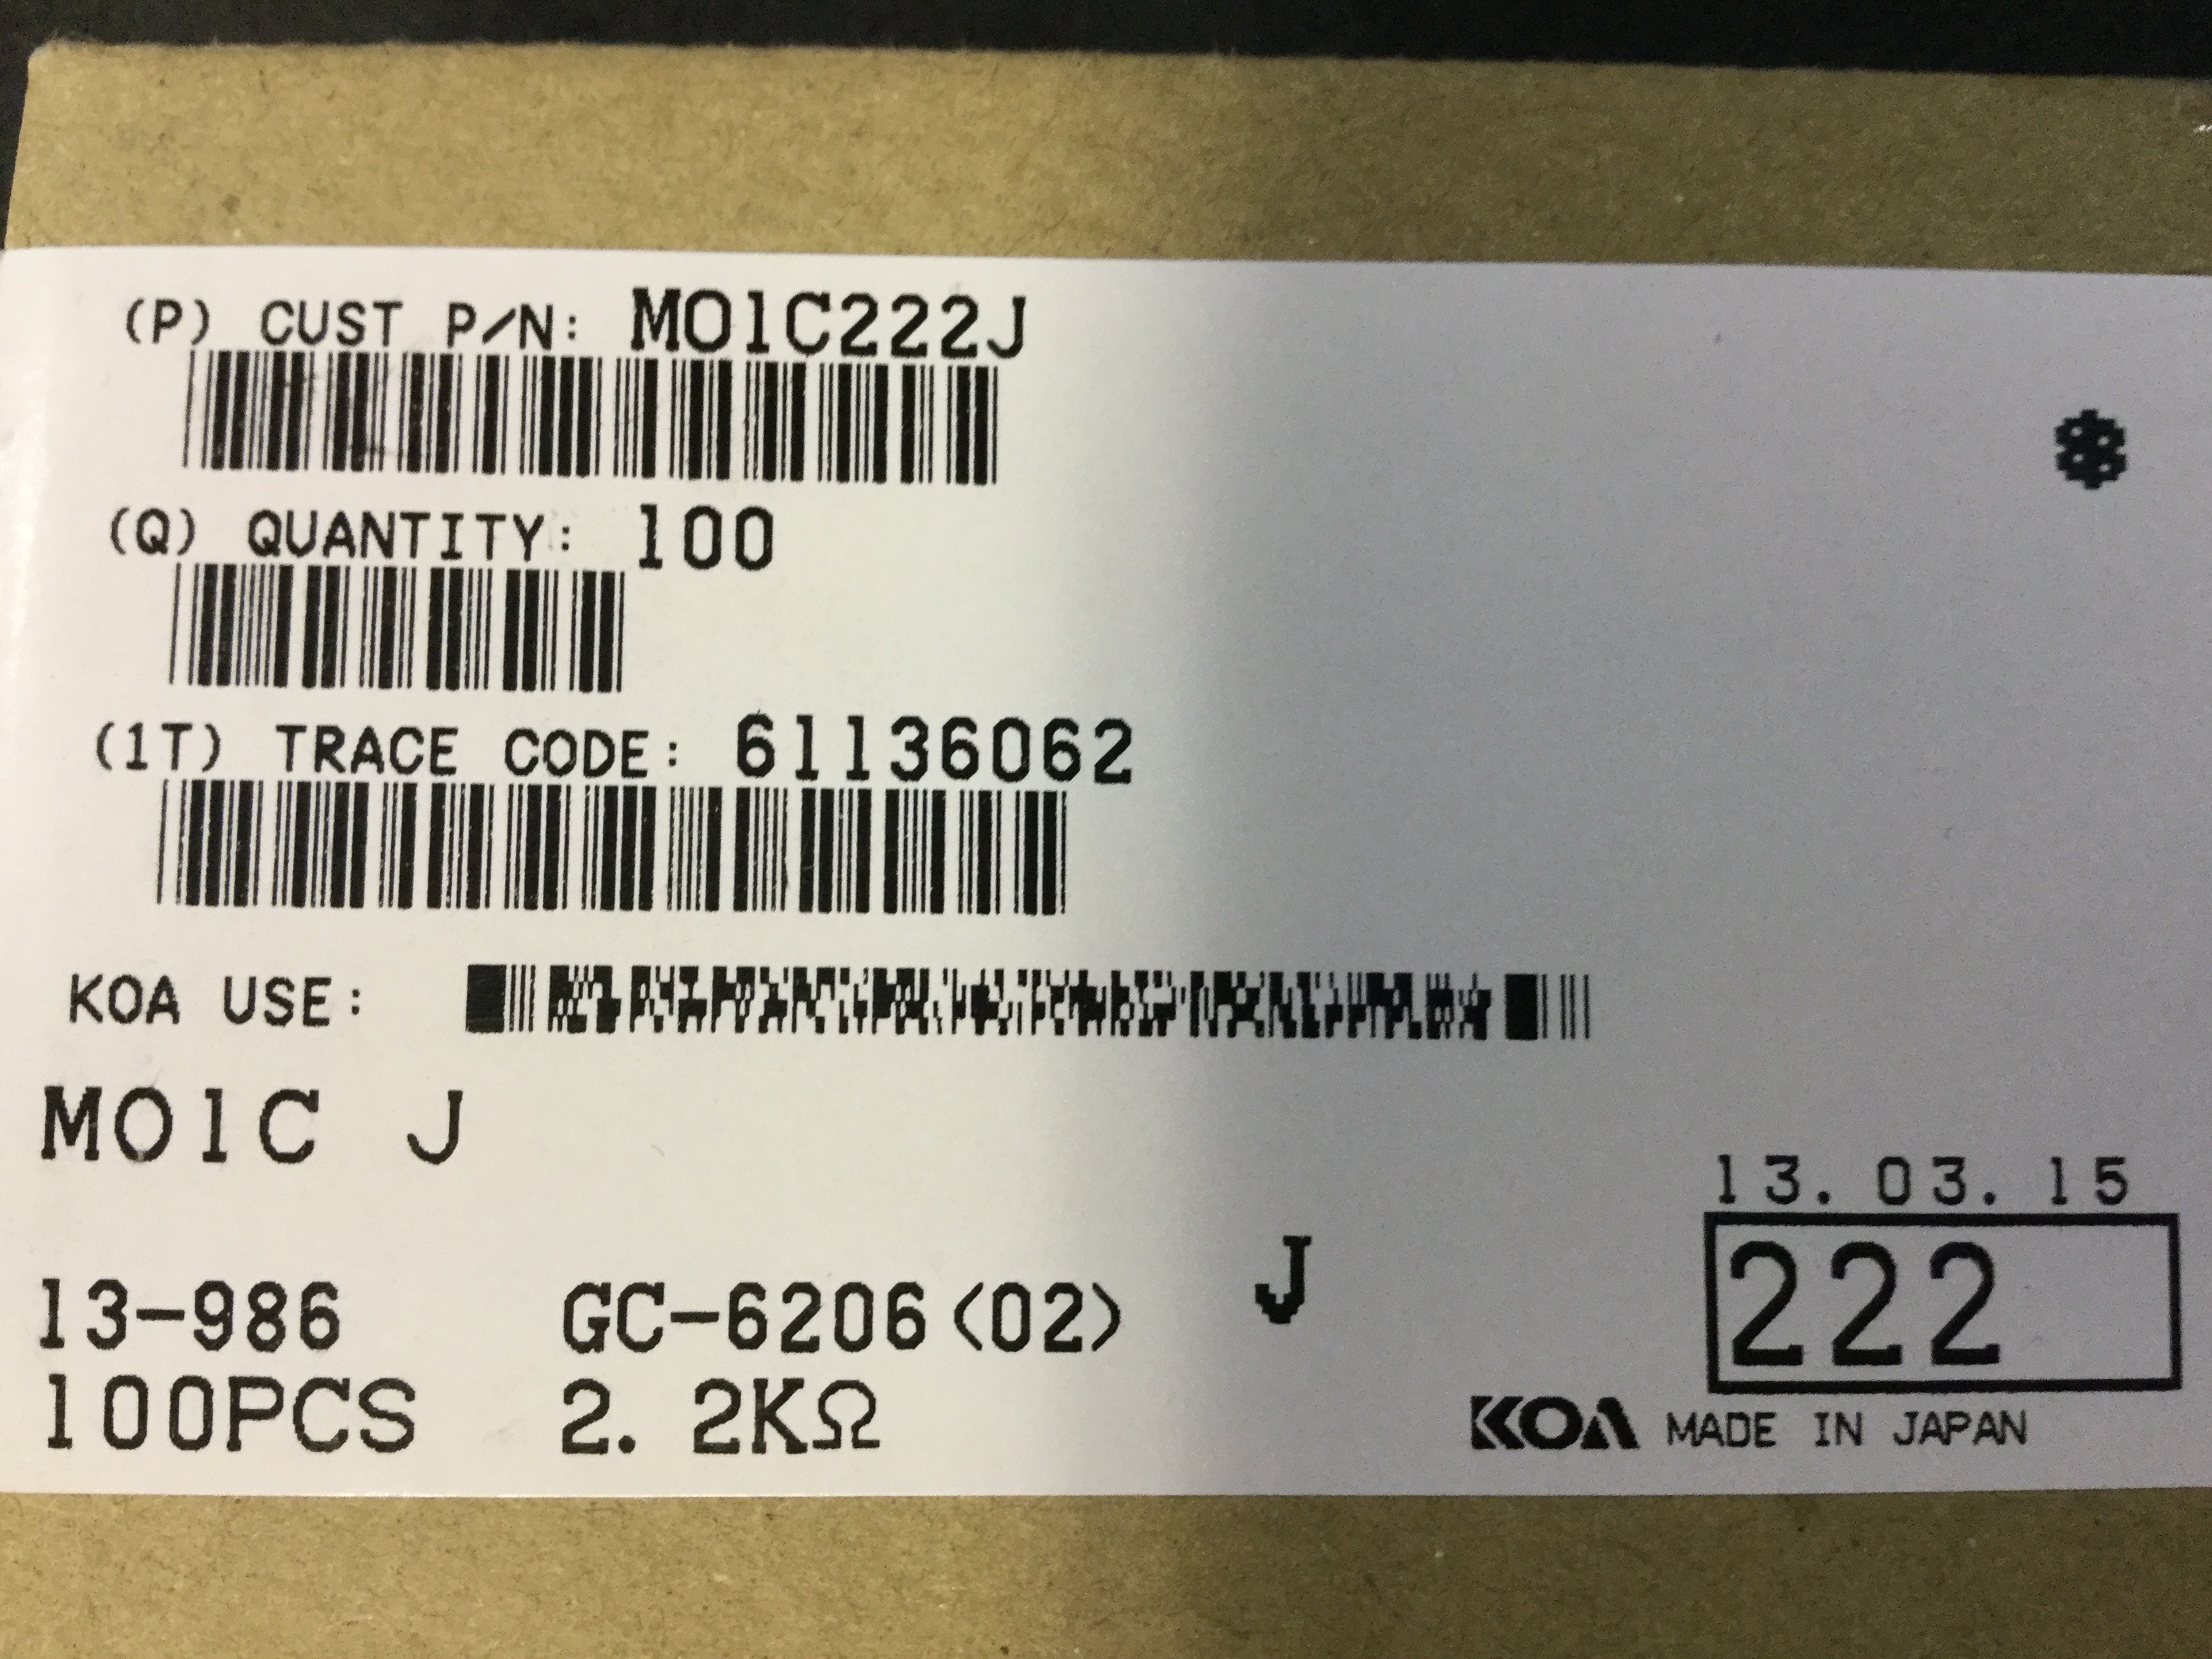 (P) CUST P/N: MO1C222J
(Q) QUANTITY: 100
(1T) TRACE CODE: 61136062
KOA USE:
MO1C J
13.03.15
222
13-986 GC-6206(02) J
100PCS 2.2KΩ
KOA MADE IN JAPAN